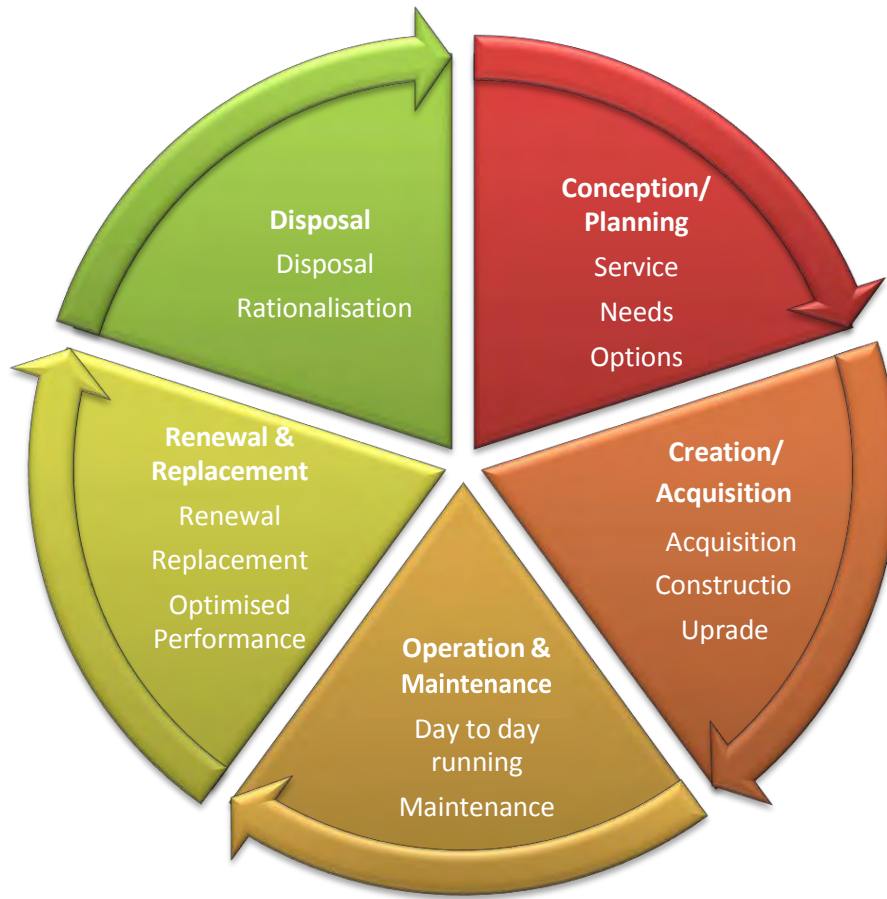 Conception/
Planning
Service
Needs
Options
Creation/
Acquisition
Acquisition
Constructio
Uprade
Operation &
Maintenance
Day to day
running
Maintenance
Renewal &
Replacement
Renewal
Replacement
Optimised
Performance
Disposal
Disposal
Rationalisation